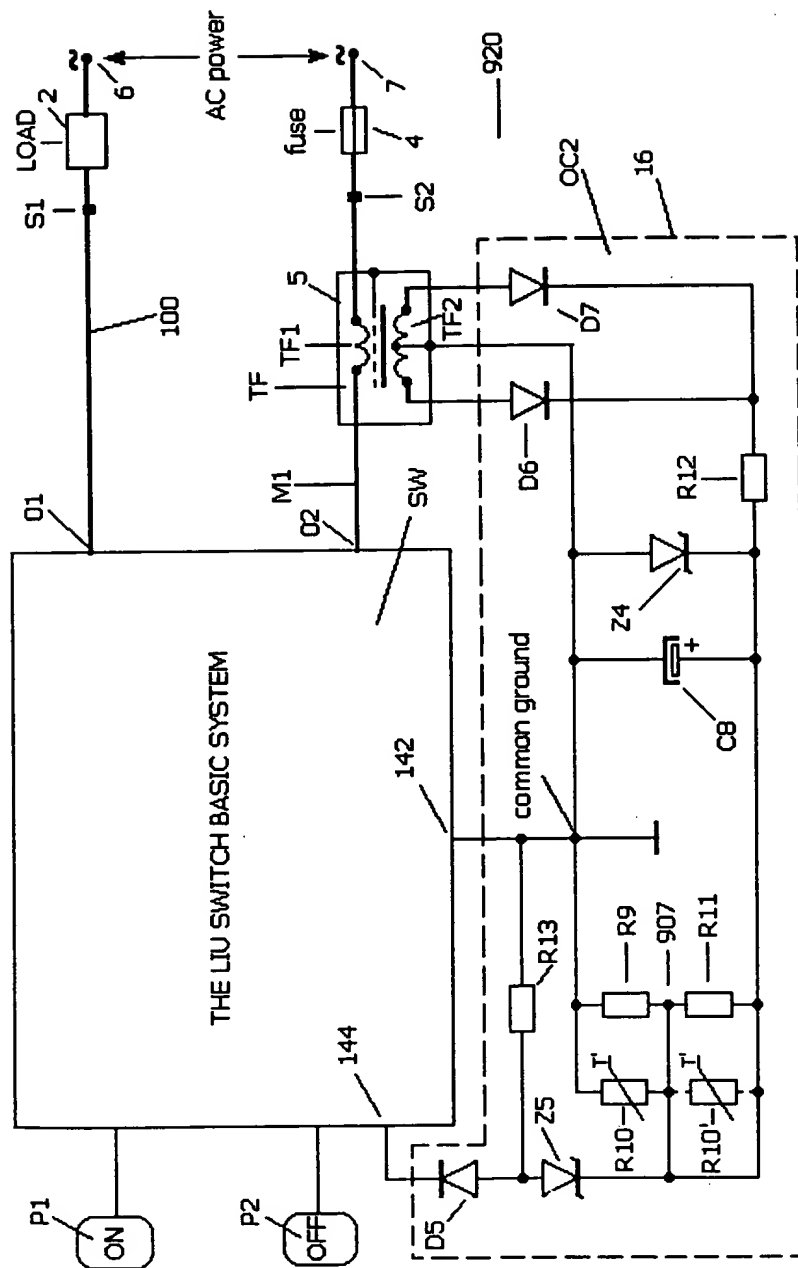 6
AC power
7
2
LOAD
fuse
4
920
S1
S2
OC2
16
100
5
TF1
TF2
TF
D7
M1
D6
R12
O1
O2
SW
Z4
THE LIU SWITCH BASIC SYSTEM
C8
+
142
common ground
144
R13
R9
907
R11
T'
T'
Z5
R10
R10'
D5
P1
ON
P2
OFF